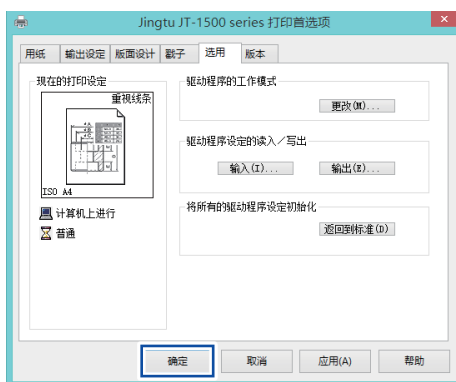 Jingtu JT-1500 series 打印首选项
用纸 输出设定 版面设计 戳子 选用 版本
现在的打印设定
重视线条
ISO A4
计算机上进行
普通
驱动程序的工作模式
更改(M)...
驱动程序设定的读入／写出
输入(I)... 输出(E)...
将所有的驱动程序设定初始化
返回到标准(D)
确定 取消 应用(A) 帮助